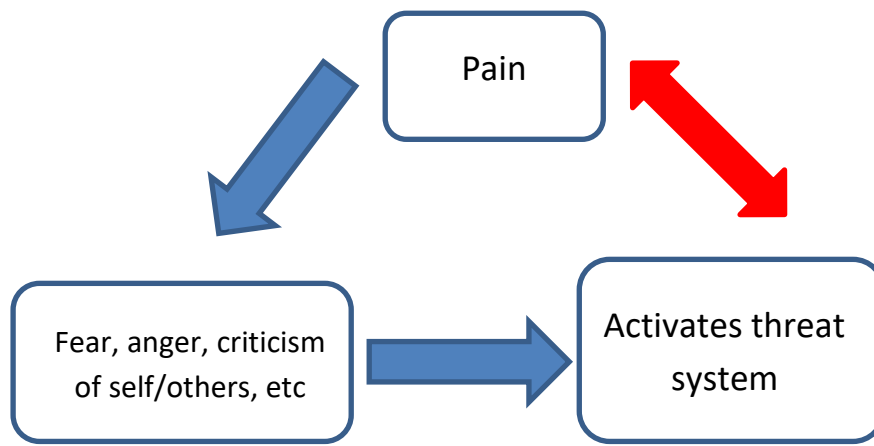 Pain
Fear, anger, criticism
of self/others, etc
Activates threat
system